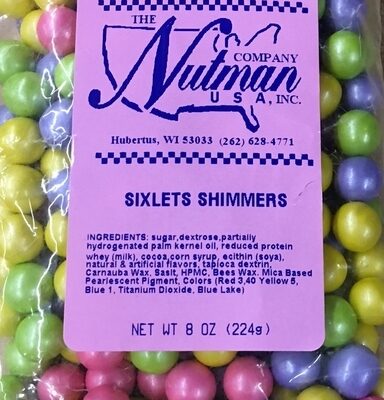 THE
Nutman
COMPANY
USA, INC.
Hubertus, WI 53033 (262) 628-4771
SIXLETS SHIMMERS
INGREDIENTS: sugar,dextrose,partially
hydrogenated palm kernel oil, reduced protein
whey (milk), cocoa,corn syrup, ecithin (soya),
natural & artificial flavors, tapioca dextrin,
Carnauba Wax. Saslt, HPMC, Bees Wax. Mica Based
Pearlescent Pigment, Colors (Red 3,40 Yellow 5,
Blue 1, Titanium Dioxide, Blue Lake)
NET WT 8 OZ (224g)